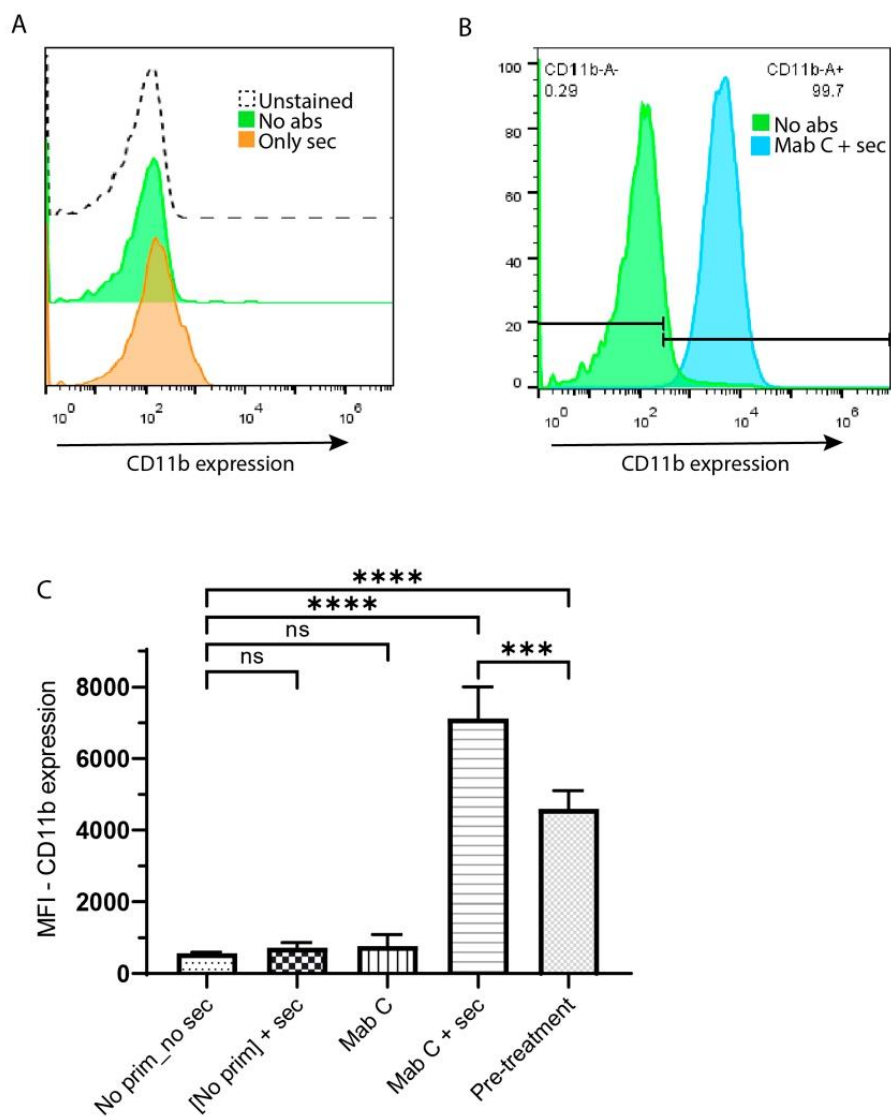 A
Unstained
No abs
Only sec
10^0 10^2 10^4 10^6
CD11b expression
B
CD11b-A-
0.29
CD11b-A+
99.7
No abs
Mab C + sec
100
80
60
40
20
0
10^0 10^2 10^4 10^6
CD11b expression
C
****
****
ns
ns
***
MFI - CD11b expression
8000
6000
4000
2000
0
No prim_no sec
[No prim] + sec
Mab C
Mab C + sec
Pre-treatment